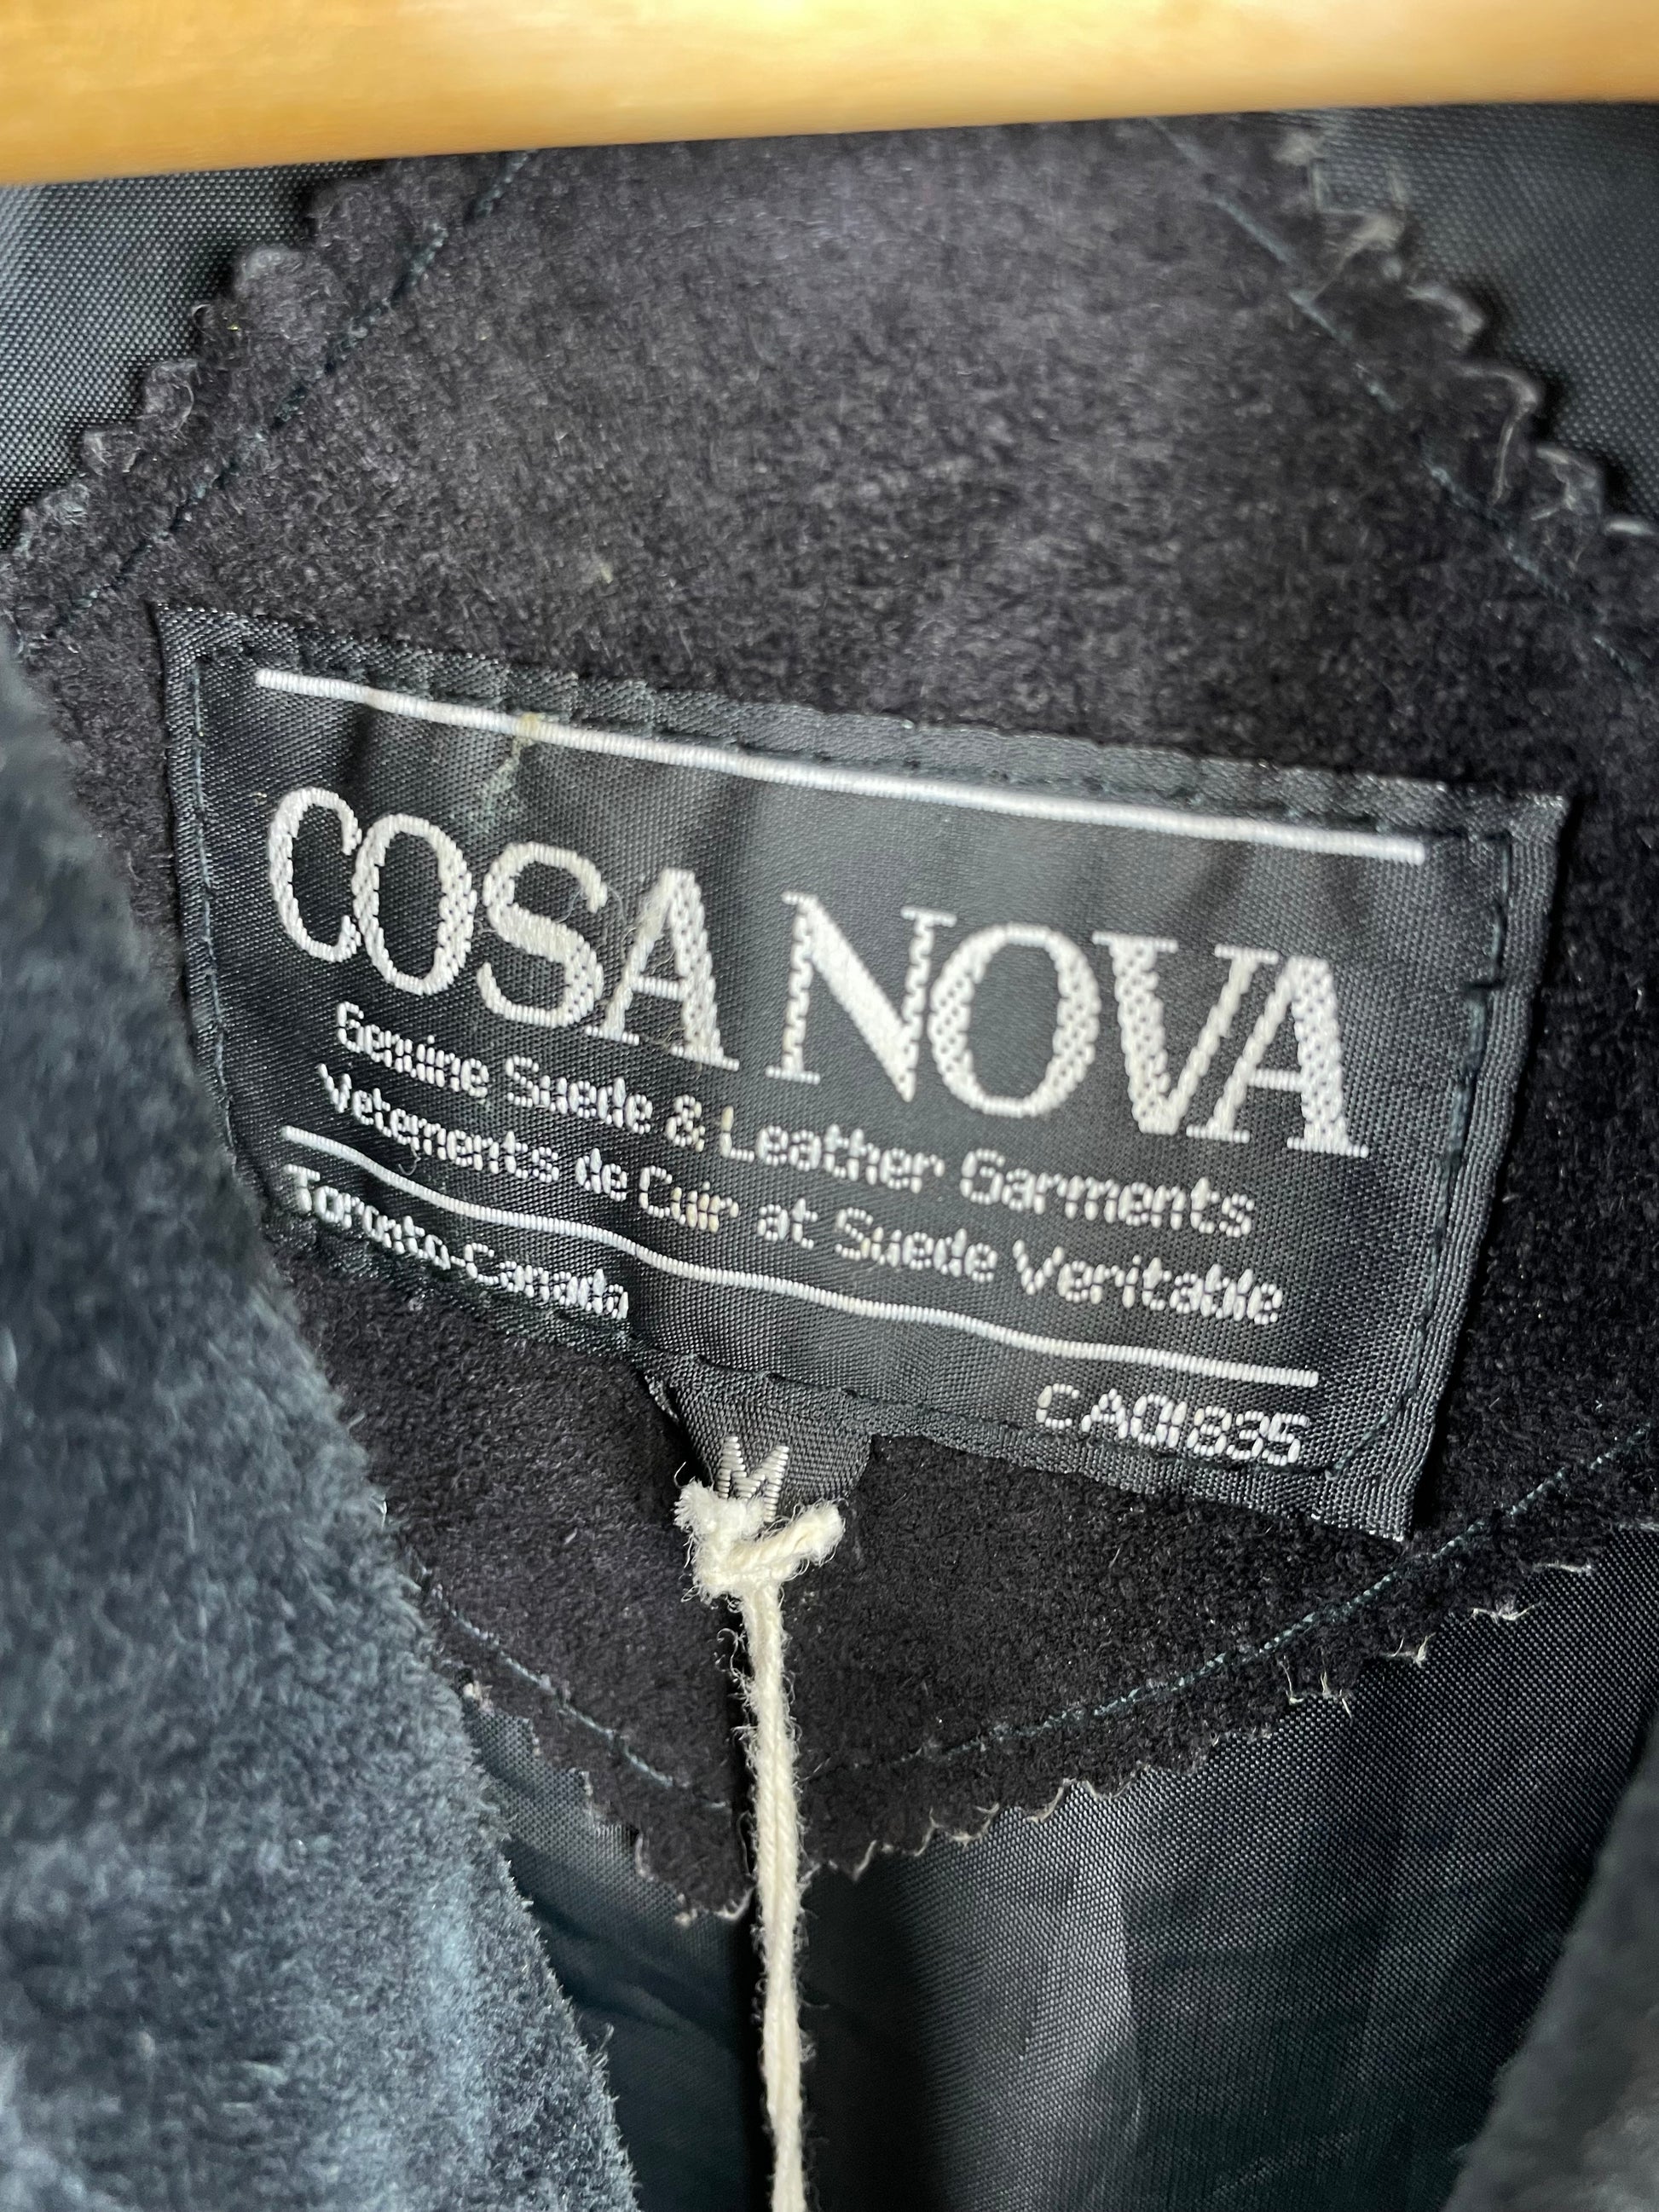 COSA NOVA
Genuine Suede & Leather Garments
Vetements de Cuir at Suede Veritable
Toronto-Canada
CA01835
M